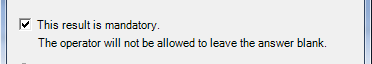 This result is mandatory.
The operator will not be allowed to leave the answer blank.